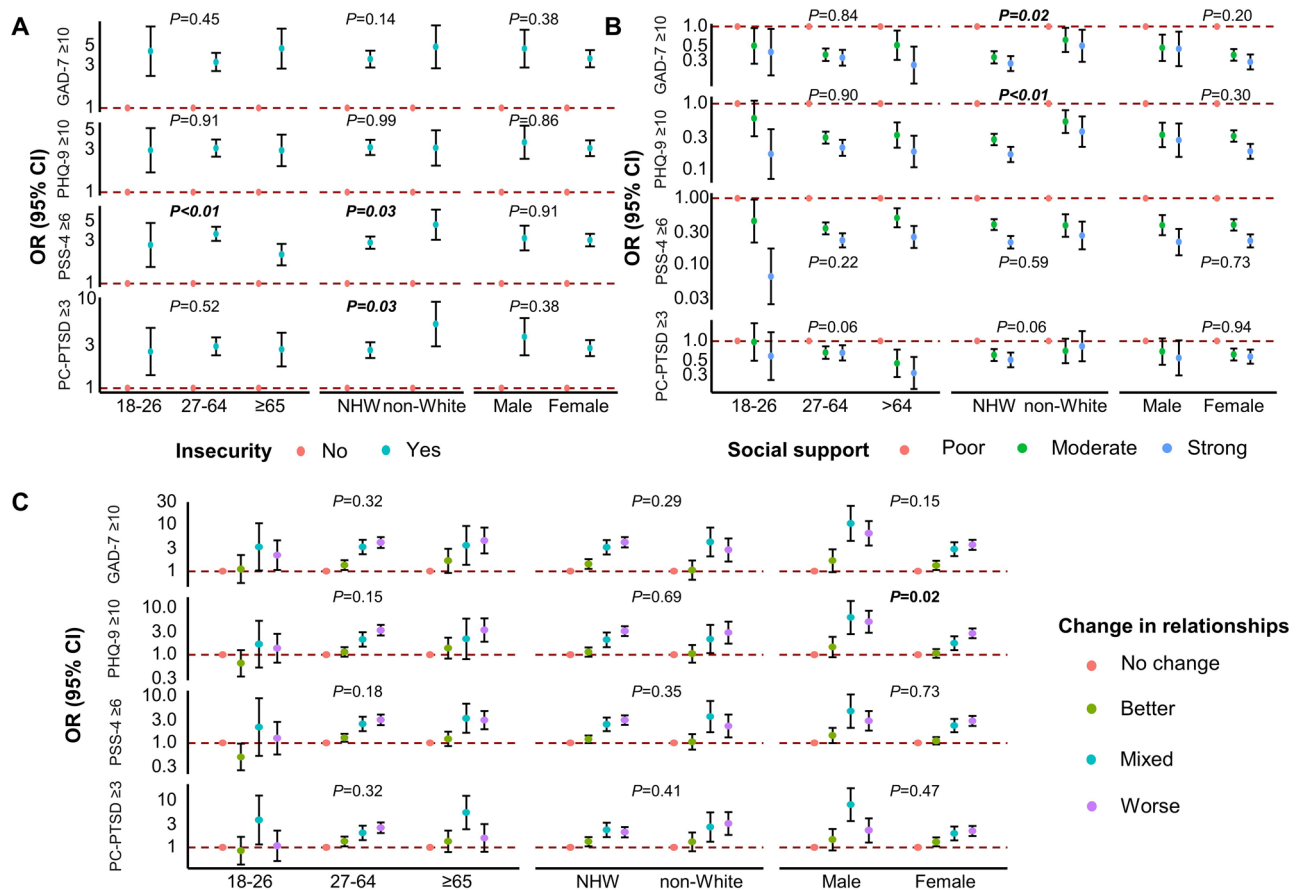 A
OR (95% CI)
GAD-7 ≥10
5
3
1
P=0.45
P=0.14
P=0.38
PHQ-9 ≥10
5
3
1
P=0.91
P=0.99
P=0.86
PSS-4 ≥6
5
3
1
P<0.01
P=0.03
P=0.91
PC-PTSD ≥3
10
3
1
P=0.52
P=0.03
P=0.38
18-26 27-64 ≥65 NHW non-White Male Female
Insecurity No Yes
B
OR (95% CI)
GAD-7 ≥10
1.0
0.5
0.3
P=0.84
P=0.02
P=0.20
PHQ-9 ≥10
1.0
0.3
0.1
P=0.90
P<0.01
P=0.30
PSS-4 ≥6
1.00
0.30
0.10
0.03
P=0.22
P=0.59
P=0.73
PC-PTSD ≥3
1.0
0.5
0.3
P=0.06
P=0.06
P=0.94
18-26 27-64 >64 NHW non-White Male Female
Social support Poor Moderate Strong
C
OR (95% CI)
GAD-7 ≥10
30
10
3
1
P=0.32
P=0.29
P=0.15
PHQ-9 ≥10
10.0
3.0
1.0
0.3
P=0.15
P=0.69
P=0.02
PSS-4 ≥6
10.0
3.0
1.0
0.3
P=0.18
P=0.35
P=0.73
PC-PTSD ≥3
10
3
1
P=0.32
P=0.41
P=0.47
18-26 27-64 ≥65 NHW non-White Male Female
Change in relationships
No change
Better
Mixed
Worse